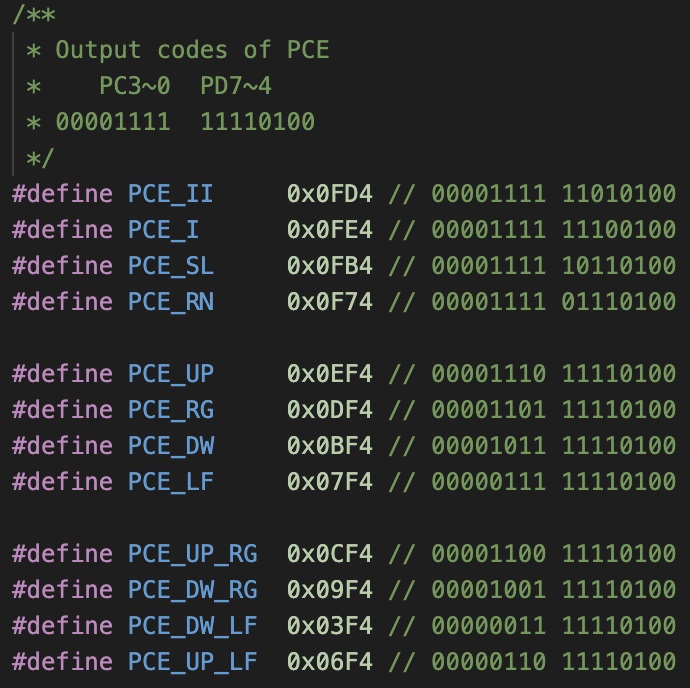 /**
 * Output codes of PCE
 *    PC3~0  PD7~4
 * 00001111  11110100
 */
#define PCE_II     0x0FD4 // 00001111 11010100
#define PCE_I      0x0FE4 // 00001111 11100100
#define PCE_SL     0x0FB4 // 00001111 10110100
#define PCE_RN     0x0F74 // 00001111 01110100

#define PCE_UP     0x0EF4 // 00001110 11110100
#define PCE_RG     0x0DF4 // 00001101 11110100
#define PCE_DW     0x0BF4 // 00001011 11110100
#define PCE_LF     0x07F4 // 00000111 11110100

#define PCE_UP_RG  0x0CF4 // 00001100 11110100
#define PCE_DW_RG  0x09F4 // 00001001 11110100
#define PCE_DW_LF  0x03F4 // 00000011 11110100
#define PCE_UP_LF  0x06F4 // 00000110 11110100